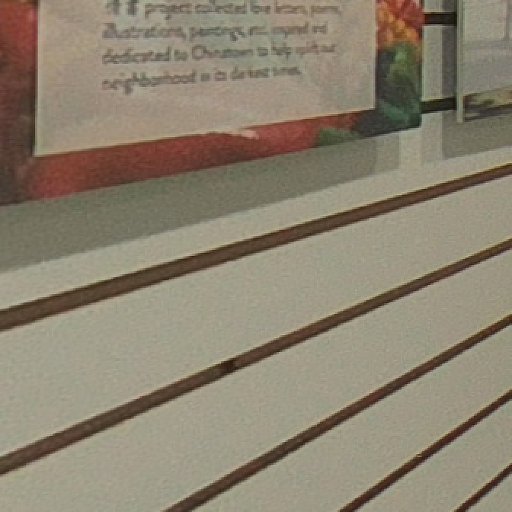 project collected love letters, poems,
illustrations, paintings, etc. inspired and
dedicated to Chinatown to help uplift our
neighborhood in its darkest times.